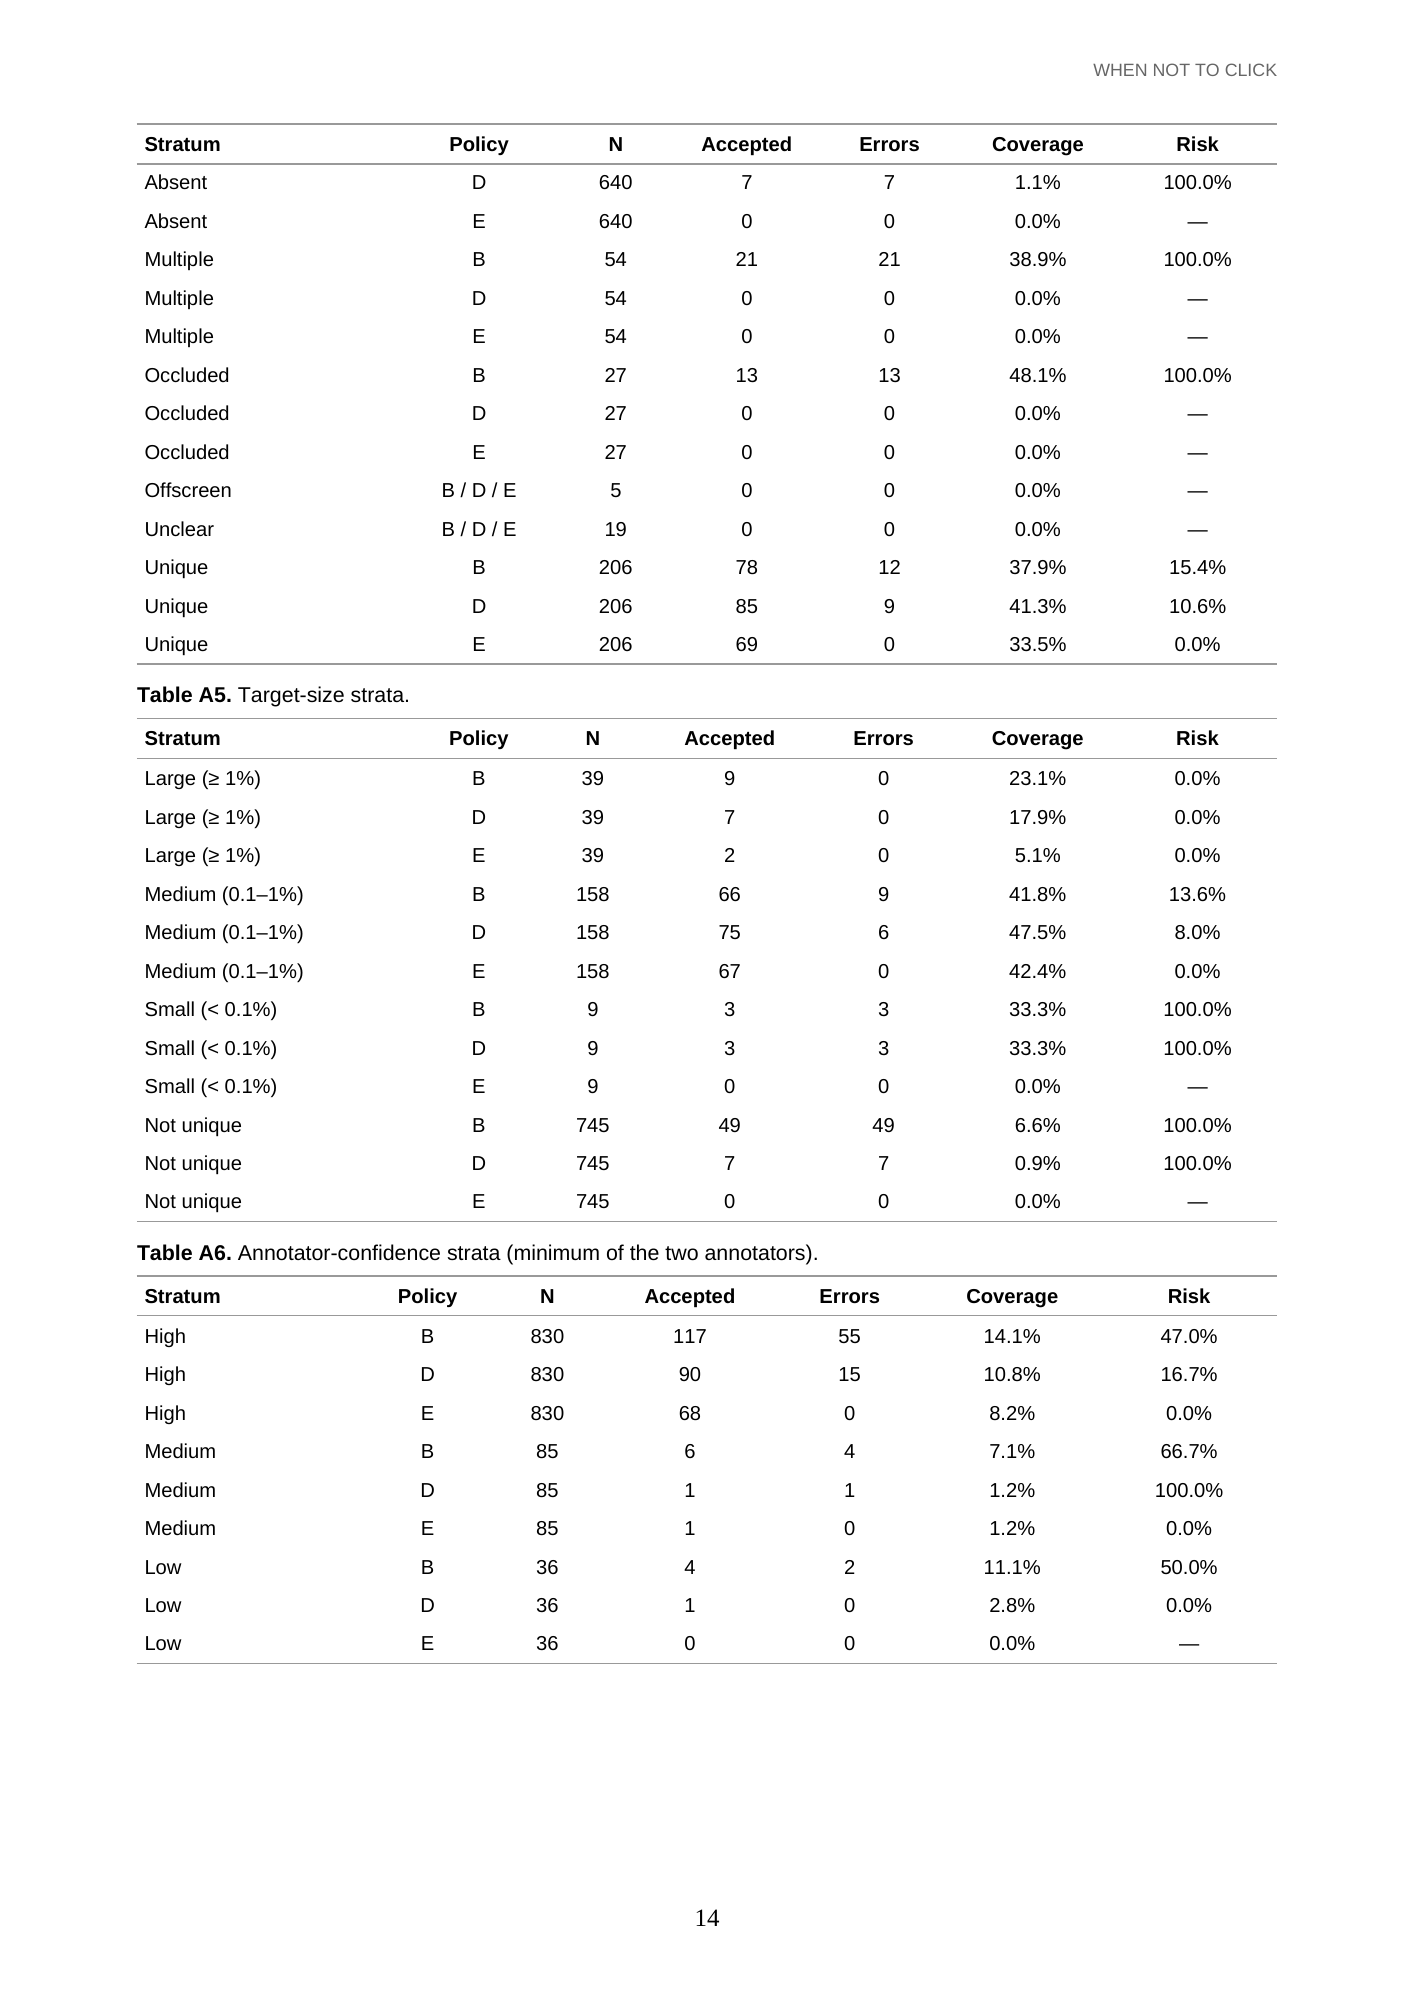 WHEN NOT TO CLICK
Stratum Policy N Accepted Errors Coverage Risk
Absent D 640 7 7 1.1% 100.0%
Absent E 640 0 0 0.0% —
Multiple B 54 21 21 38.9% 100.0%
Multiple D 54 0 0 0.0% —
Multiple E 54 0 0 0.0% —
Occluded B 27 13 13 48.1% 100.0%
Occluded D 27 0 0 0.0% —
Occluded E 27 0 0 0.0% —
Offscreen B / D / E 5 0 0 0.0% —
Unclear B / D / E 19 0 0 0.0% —
Unique B 206 78 12 37.9% 15.4%
Unique D 206 85 9 41.3% 10.6%
Unique E 206 69 0 33.5% 0.0%
Table A5. Target-size strata.
Stratum Policy N Accepted Errors Coverage Risk
Large (≥ 1%) B 39 9 0 23.1% 0.0%
Large (≥ 1%) D 39 7 0 17.9% 0.0%
Large (≥ 1%) E 39 2 0 5.1% 0.0%
Medium (0.1–1%) B 158 66 9 41.8% 13.6%
Medium (0.1–1%) D 158 75 6 47.5% 8.0%
Medium (0.1–1%) E 158 67 0 42.4% 0.0%
Small (< 0.1%) B 9 3 3 33.3% 100.0%
Small (< 0.1%) D 9 3 3 33.3% 100.0%
Small (< 0.1%) E 9 0 0 0.0% —
Not unique B 745 49 49 6.6% 100.0%
Not unique D 745 7 7 0.9% 100.0%
Not unique E 745 0 0 0.0% —
Table A6. Annotator-confidence strata (minimum of the two annotators).
Stratum Policy N Accepted Errors Coverage Risk
High B 830 117 55 14.1% 47.0%
High D 830 90 15 10.8% 16.7%
High E 830 68 0 8.2% 0.0%
Medium B 85 6 4 7.1% 66.7%
Medium D 85 1 1 1.2% 100.0%
Medium E 85 1 0 1.2% 0.0%
Low B 36 4 2 11.1% 50.0%
Low D 36 1 0 2.8% 0.0%
Low E 36 0 0 0.0% —
14